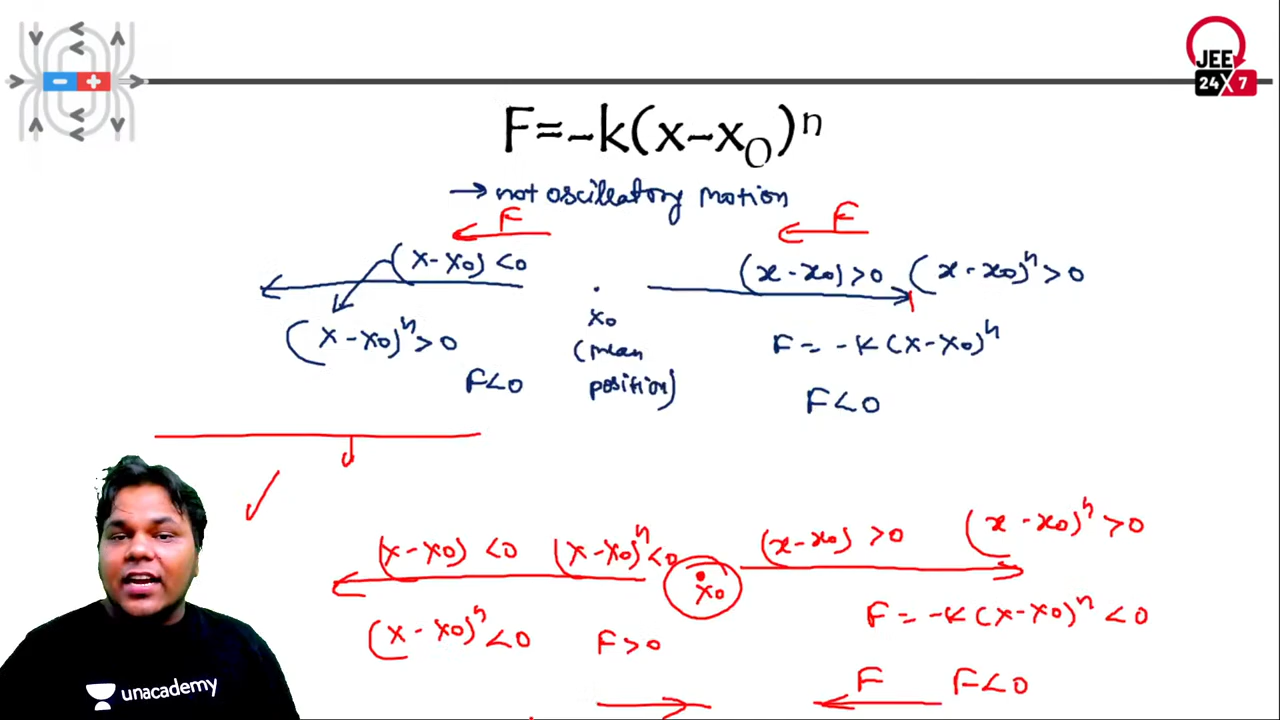 JEE
24X7
F=-k(x-x₀)ⁿ
→ not oscillatory motion
F F
(x-x₀) <0 (x-x₀) >0 (x-x₀)ⁿ >0
x₀
(x-x₀)ⁿ >0 (mean F = -k(x-x₀)ⁿ
F<0 position) F<0
(x-x₀) <0 (x-x₀)ⁿ <0 x₀ (x-x₀) >0 (x-x₀)ⁿ >0
(x-x₀)ⁿ <0 F>0 F = -k(x-x₀)ⁿ <0
F F<0
unacademy